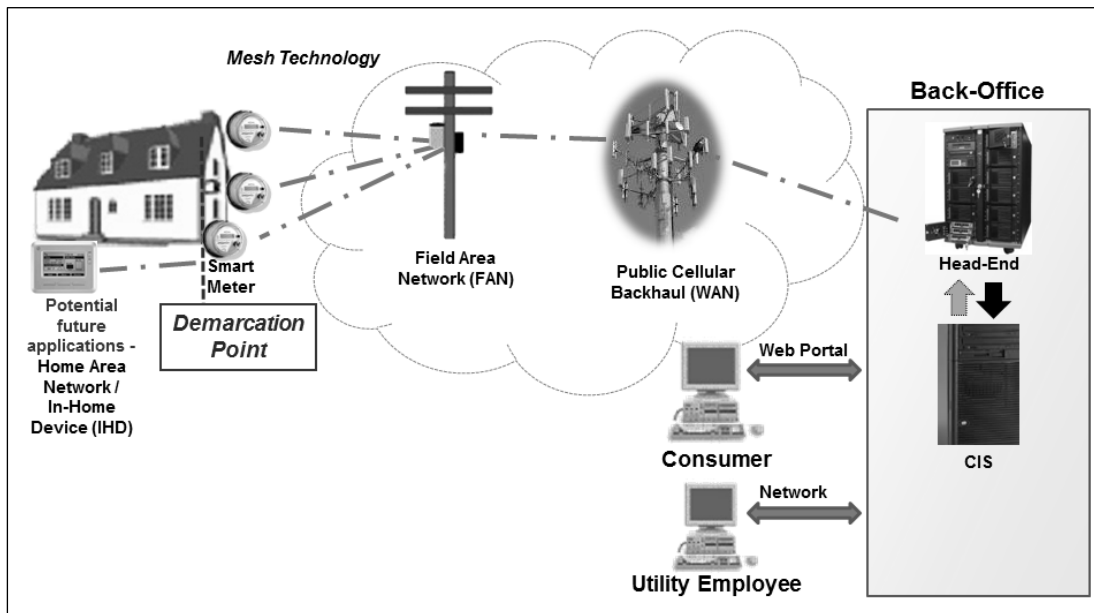 Mesh Technology
Back-Office
Smart
Meter
Field Area
Network (FAN)
Public Cellular
Backhaul (WAN)
Head-End
Potential
future
applications -
Home Area
Network /
In-Home
Device (IHD)
Demarcation
Point
Web Portal
Consumer
CIS
Network
Utility Employee